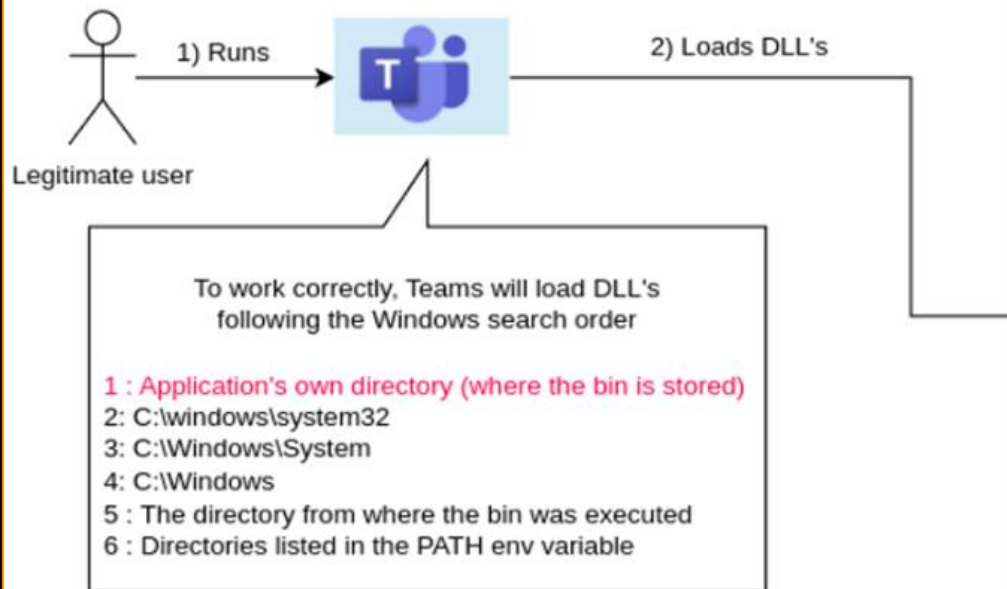 1) Runs
2) Loads DLL's
T
Legitimate user
To work correctly, Teams will load DLL's
following the Windows search order
1 : Application's own directory (where the bin is stored)
2: C:\windows\system32
3: C:\Windows\System
4: C:\Windows
5 : The directory from where the bin was executed
6 : Directories listed in the PATH env variable